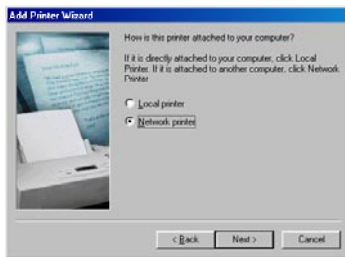 Add Printer Wizard
How is this printer attached to your computer?
If it is directly attached to your computer, click Local
Printer. If it is attached to another computer, click Network
Printer
Local printer
Network printer
< Back
Next >
Cancel